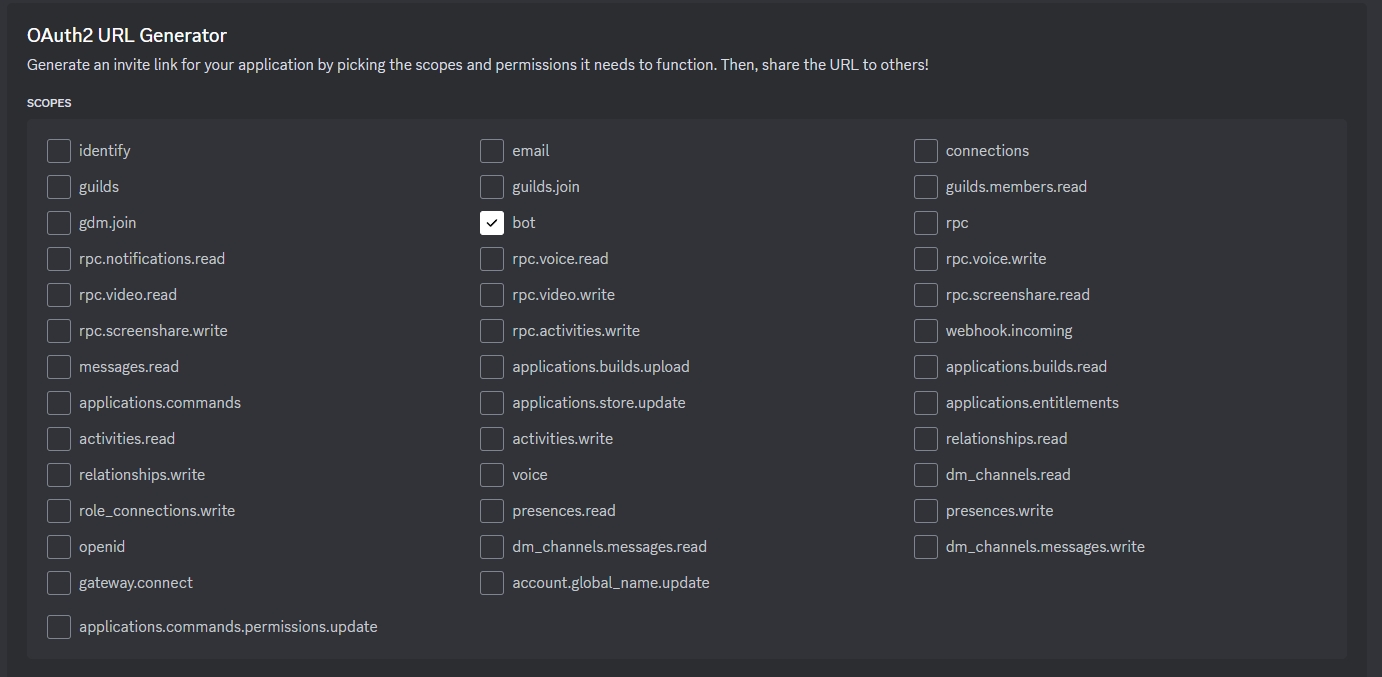 OAuth2 URL Generator
Generate an invite link for your application by picking the scopes and permissions it needs to function. Then, share the URL to others!
SCOPES
identify email connections
guilds guilds.join guilds.members.read
gdm.join bot rpc
rpc.notifications.read rpc.voice.read rpc.voice.write
rpc.video.read rpc.video.write rpc.screenshare.read
rpc.screenshare.write rpc.activities.write webhook.incoming
messages.read applications.builds.upload applications.builds.read
applications.commands applications.store.update applications.entitlements
activities.read activities.write relationships.read
relationships.write voice dm_channels.read
role_connections.write presences.read presences.write
openid dm_channels.messages.read dm_channels.messages.write
gateway.connect account.global_name.update
applications.commands.permissions.update